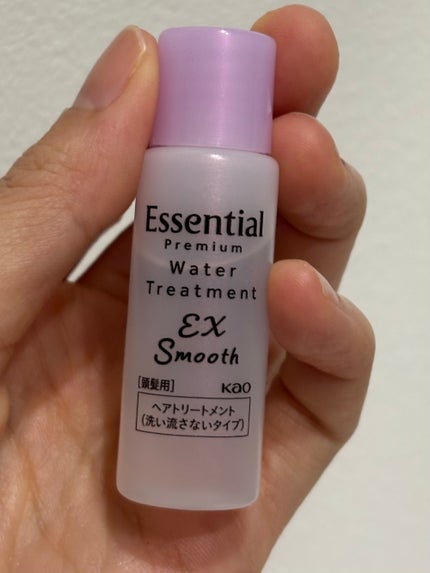 Essential
Premium
Water
Treatment
EX
Smooth
[頭髪用]
Kao
ヘアトリートメント
(洗い流さないタイプ)